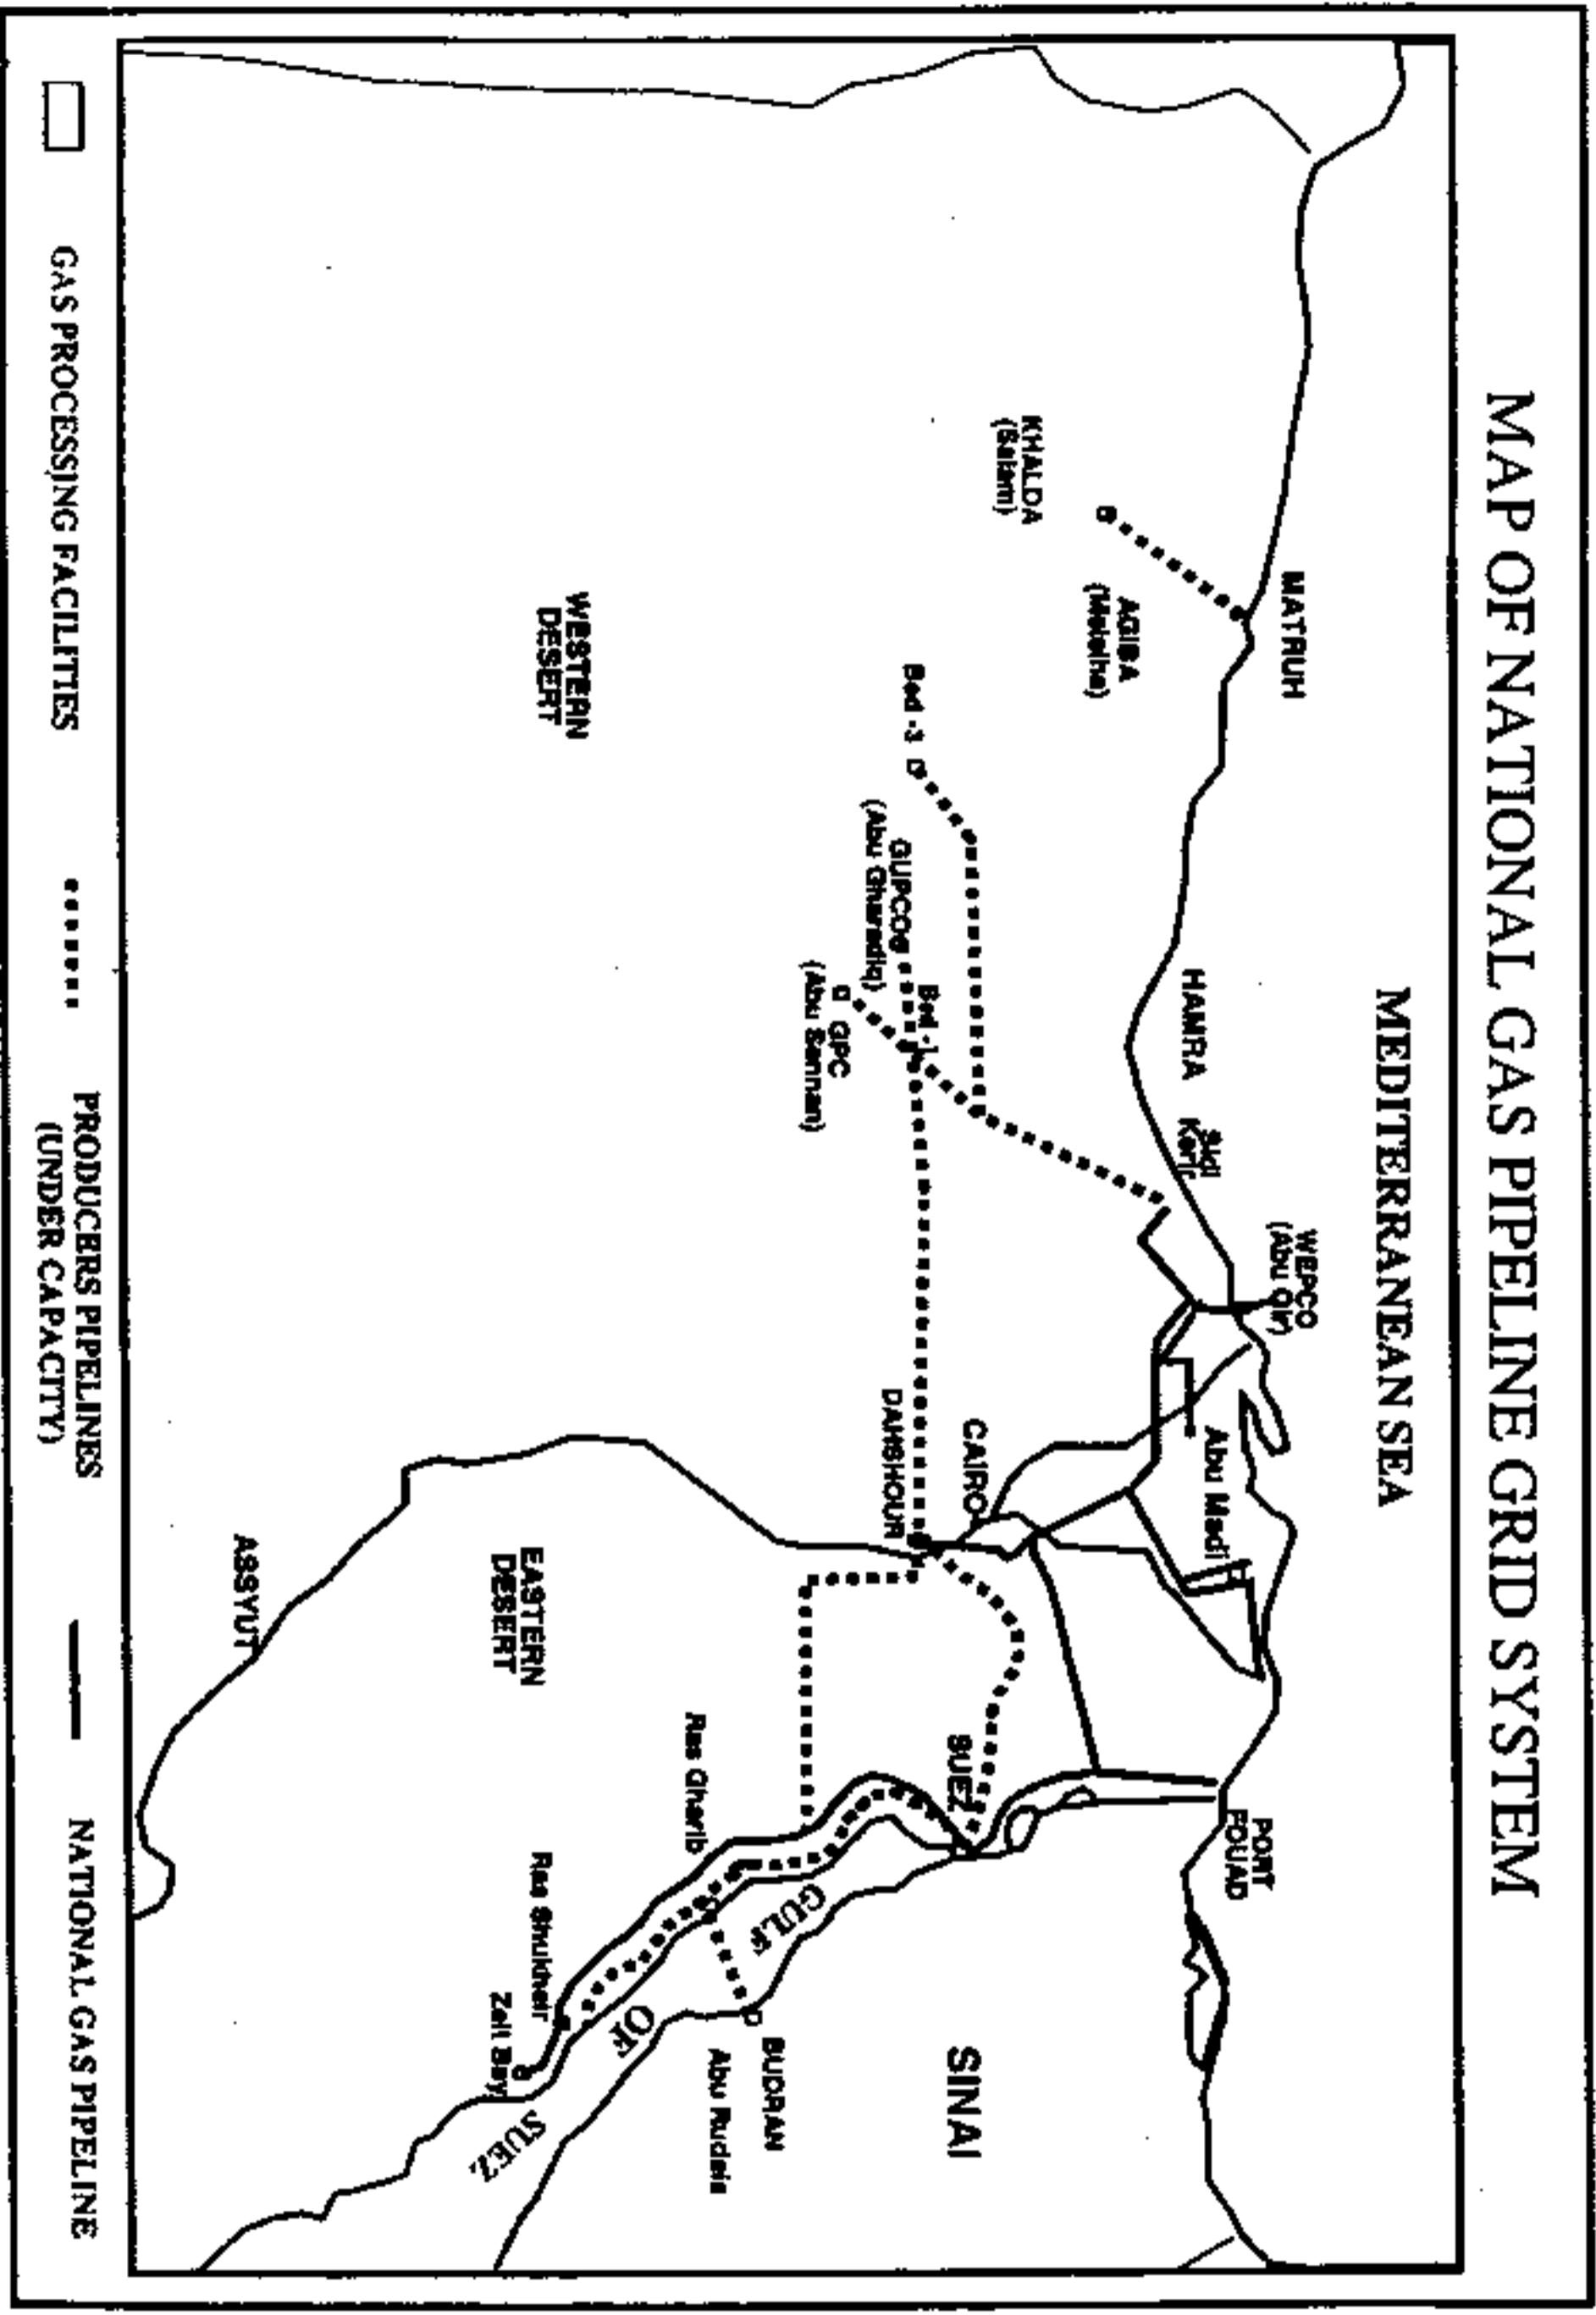 MAP OF NATIONAL GAS PIPELINE GRID SYSTEM
MEDITERRANEAN SEA
MATRUH
HAMRA
Sidi
Kerir
WEPCO
(Abu Qir)
Abu Madi
PORT
FOUAD
KHALDA
(Salam)
AGIBA
(Meleiha)
Bed -3
GUPCO
(Abu Gharadiq)
Bed -1
GPC
(Abu Sannan)
CAIRO
DAHSHOUR
SUEZ
SINAI
WESTERN
DESERT
EASTERN
DESERT
ASSYUT
Ras Gharib
Ras Shukheir
Zeit Bay
GULF
OF
SUEZ
BUDRAN
Abu Rudeis
GAS PROCESSING FACILITIES
PRODUCERS PIPELINES
(UNDER CAPACITY)
NATIONAL GAS PIPELINE